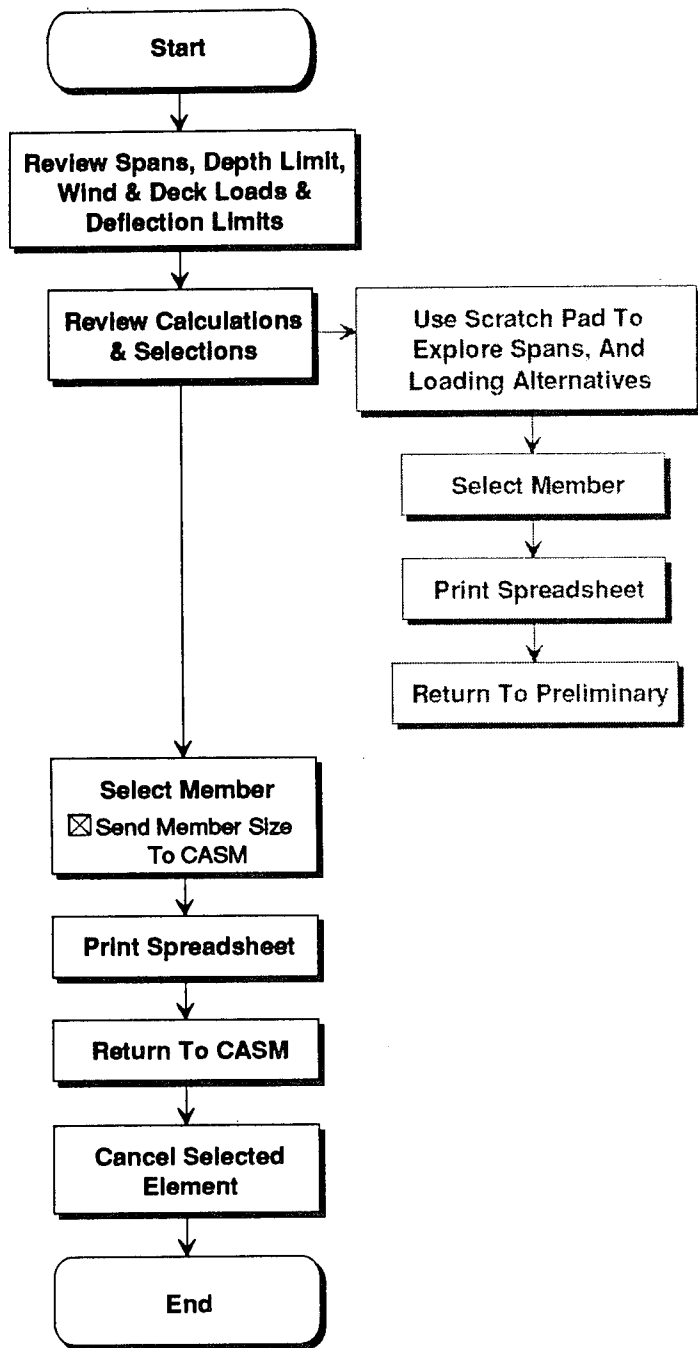 Start
Review Spans, Depth Limit,
Wind & Deck Loads &
Deflection Limits
Review Calculations
& Selections
Use Scratch Pad To
Explore Spans, And
Loading Alternatives
Select Member
Print Spreadsheet
Return To Preliminary
Select Member
☒ Send Member Size
To CASM
Print Spreadsheet
Return To CASM
Cancel Selected
Element
End